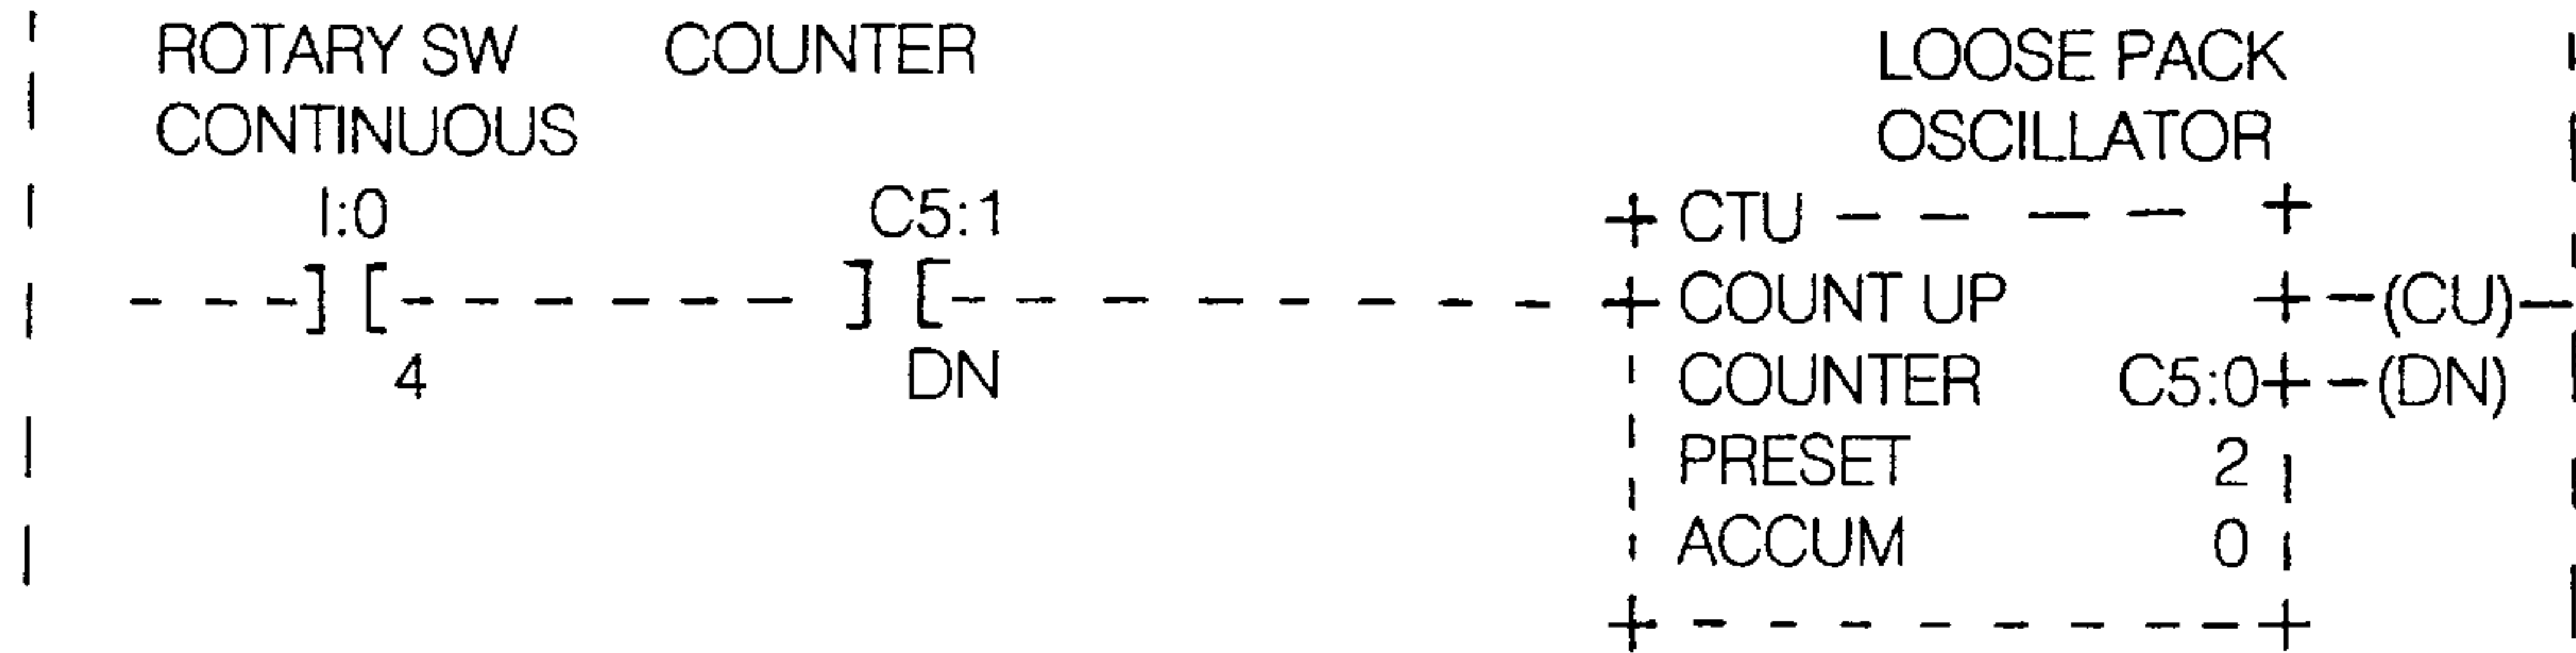 ROTARY SW COUNTER LOOSE PACK
CONTINUOUS OSCILLATOR
I:0 C5:1 CTU
] [ ] [ COUNT UP (CU)
4 DN COUNTER C5:0 (DN)
PRESET 2
ACCUM 0